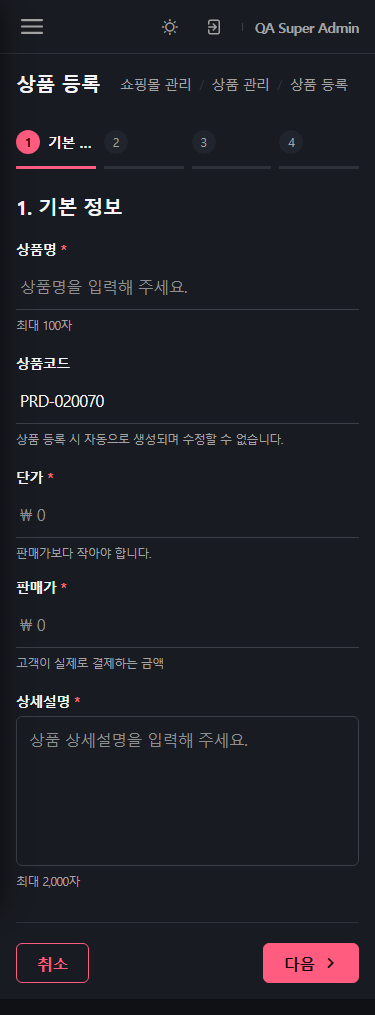 QA Super Admin
상품 등록 쇼핑몰 관리 / 상품 관리 / 상품 등록
1 기본 ... 2 3 4
1. 기본 정보
상품명 *
상품명을 입력해 주세요.
최대 100자
상품코드
PRD-020070
상품 등록 시 자동으로 생성되며 수정할 수 없습니다.
단가 *
₩ 0
판매가보다 작아야 합니다.
판매가 *
₩ 0
고객이 실제로 결제하는 금액
상세설명 *
상품 상세설명을 입력해 주세요.
최대 2,000자
취소 다음